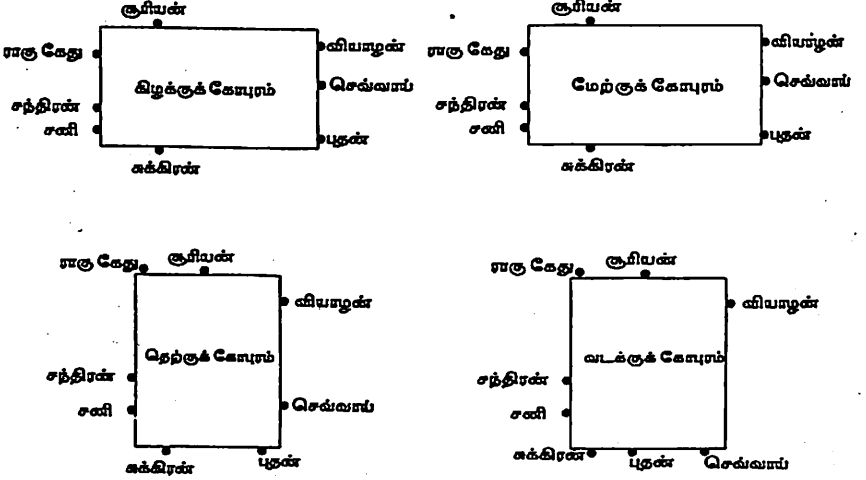 சூரியன்
ராகு கேது
வியாழன்
கிழக்குக் கோபுரம்
செவ்வாய்
சந்திரன்
சனி
புதன்
சுக்கிரன்
சூரியன்
ராகு கேது
வியாழன்
மேற்குக் கோபுரம்
செவ்வாய்
சந்திரன்
சனி
புதன்
சுக்கிரன்
ராகு கேது
சூரியன்
வியாழன்
தெற்குக் கோபுரம்
சந்திரன்
சனி
செவ்வாய்
சுக்கிரன்
புதன்
ராகு கேது
சூரியன்
வியாழன்
வடக்குக் கோபுரம்
சந்திரன்
சனி
சுக்கிரன்
புதன்
செவ்வாய்